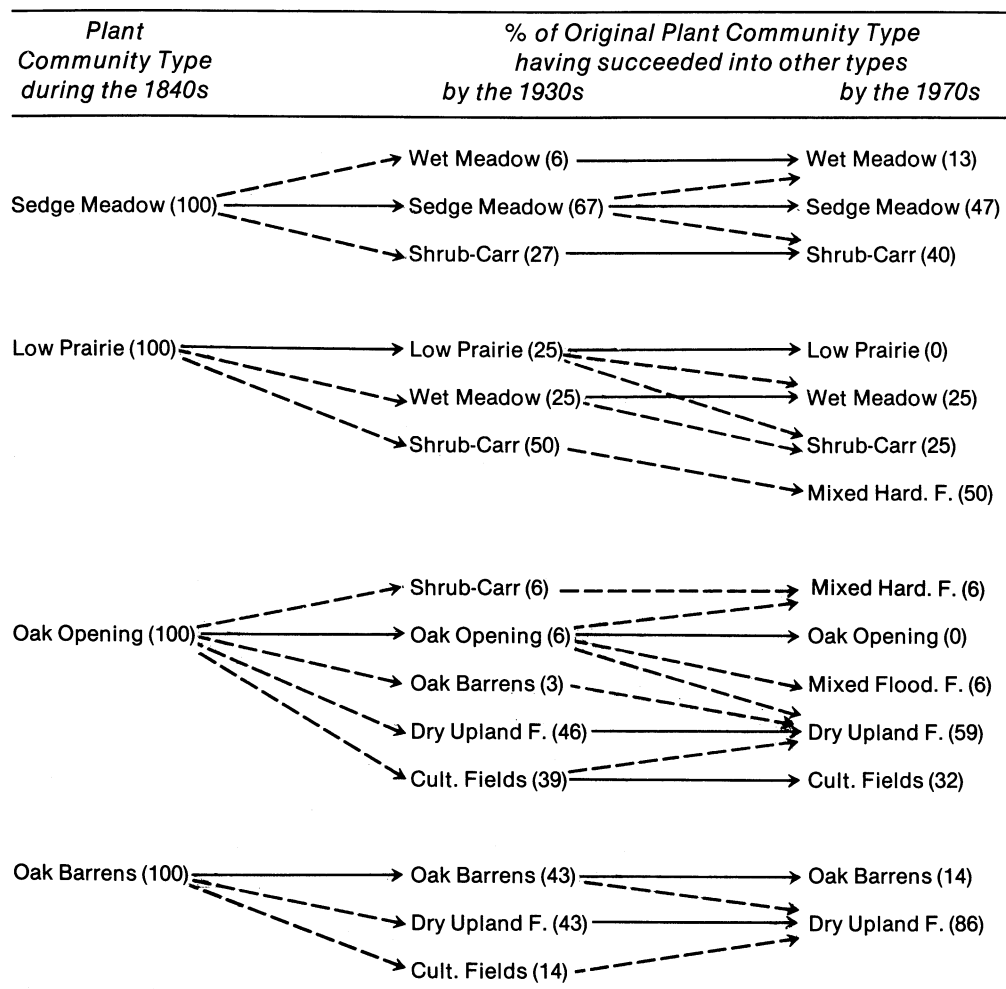 Plant
Community Type
during the 1840s
% of Original Plant Community Type
having succeeded into other types
by the 1930s by the 1970s
Wet Meadow (6) Wet Meadow (13)
Sedge Meadow (100) Sedge Meadow (67) Sedge Meadow (47)
Shrub-Carr (27) Shrub-Carr (40)
Low Prairie (100) Low Prairie (25) Low Prairie (0)
Wet Meadow (25) Wet Meadow (25)
Shrub-Carr (50) Shrub-Carr (25)
Mixed Hard. F. (50)
Shrub-Carr (6) Mixed Hard. F. (6)
Oak Opening (100) Oak Opening (6) Oak Opening (0)
Oak Barrens (3) Mixed Flood. F. (6)
Dry Upland F. (46) Dry Upland F. (59)
Cult. Fields (39) Cult. Fields (32)
Oak Barrens (100) Oak Barrens (43) Oak Barrens (14)
Dry Upland F. (43) Dry Upland F. (86)
Cult. Fields (14)